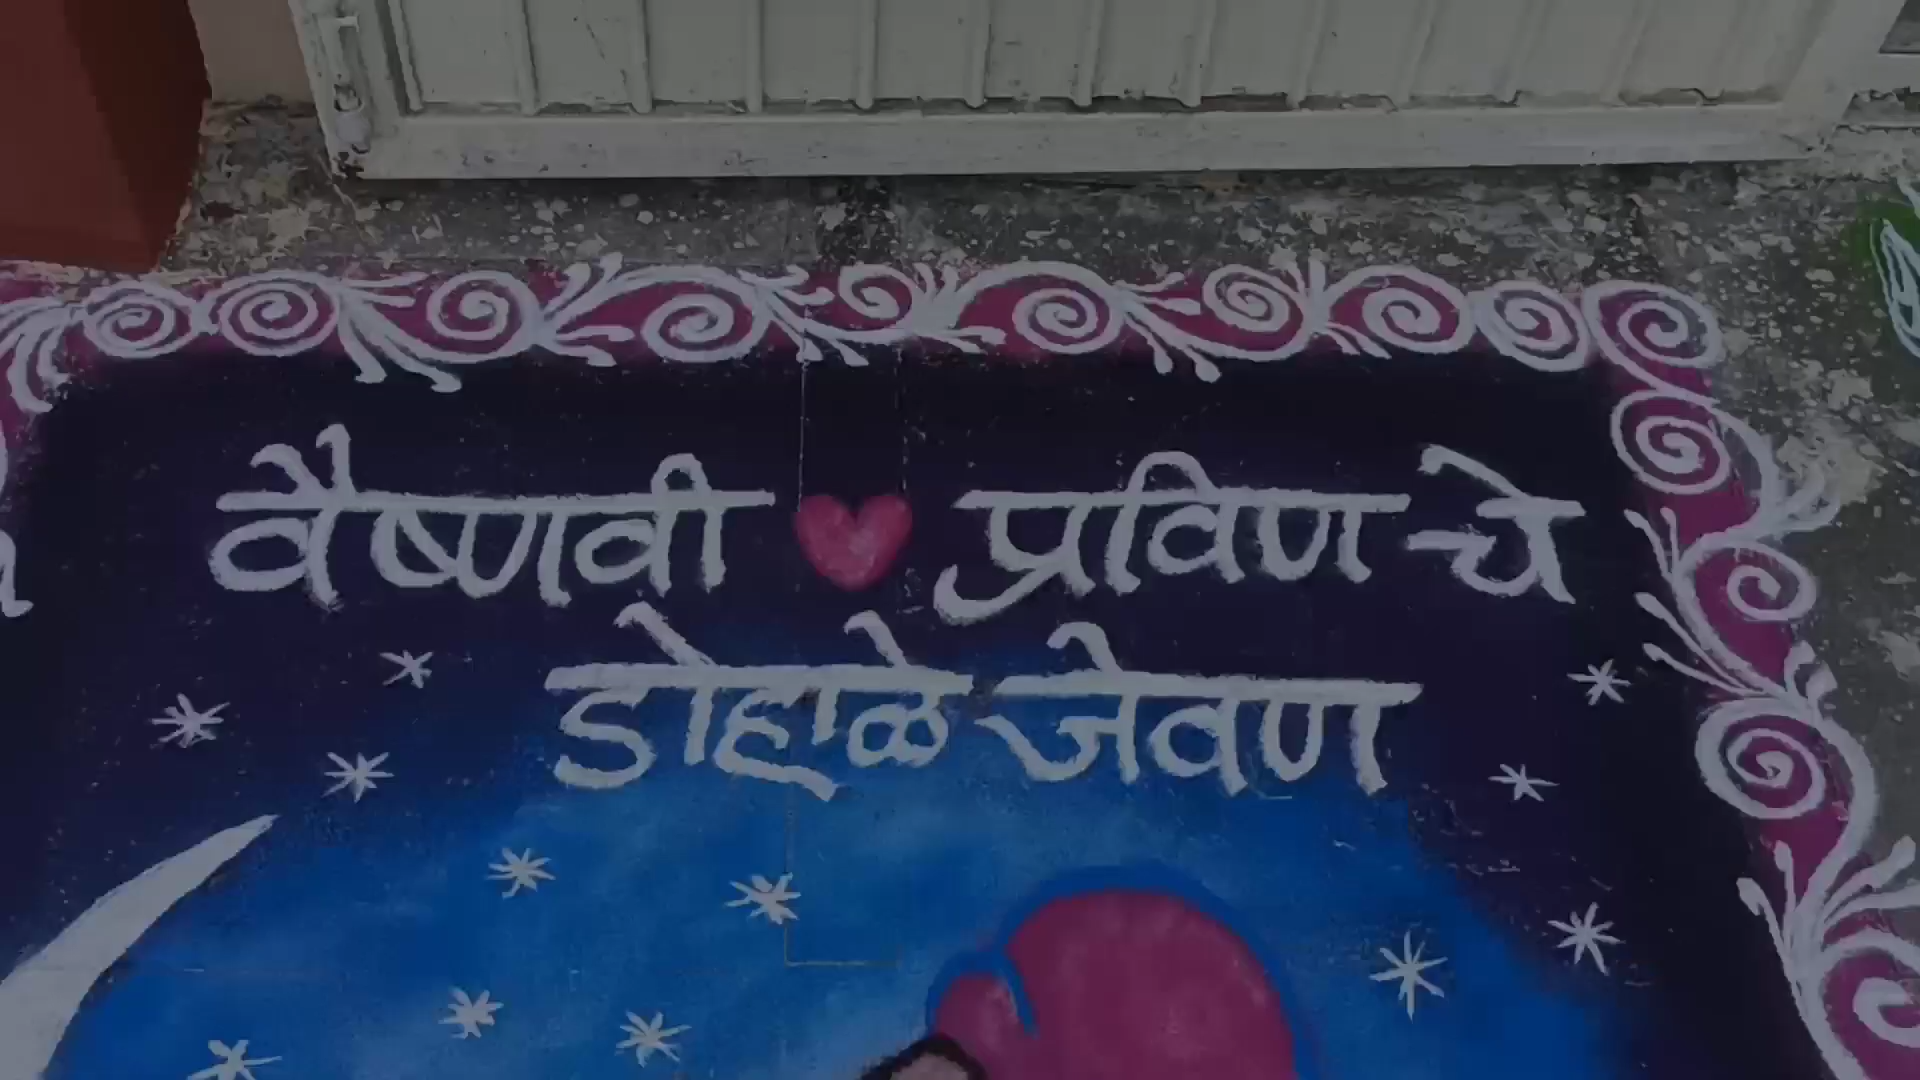 वैष्णवी ♥ प्रविण चे
डोहाळे जेवण